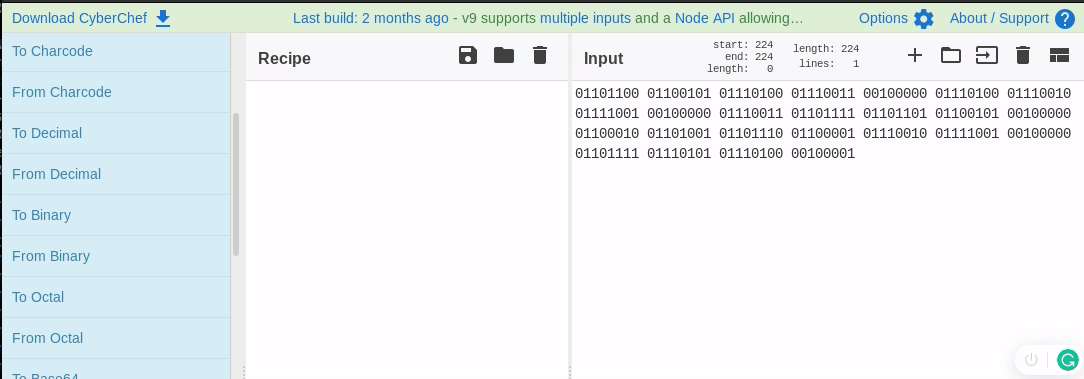 Download CyberChef
Last build: 2 months ago - v9 supports multiple inputs and a Node API allowing…
Options
About / Support
To Charcode
From Charcode
To Decimal
From Decimal
To Binary
From Binary
To Octal
From Octal
To Base64
Recipe
Input
start: 224
end: 224
length: 0
length: 224
lines: 1
01101100 01100101 01110100 01110011 00100000 01110100 01110010
01111001 00100000 01110011 01101111 01101101 01100101 00100000
01100010 01101001 01101110 01100001 01110010 01111001 00100000
01101111 01110101 01110100 00100001